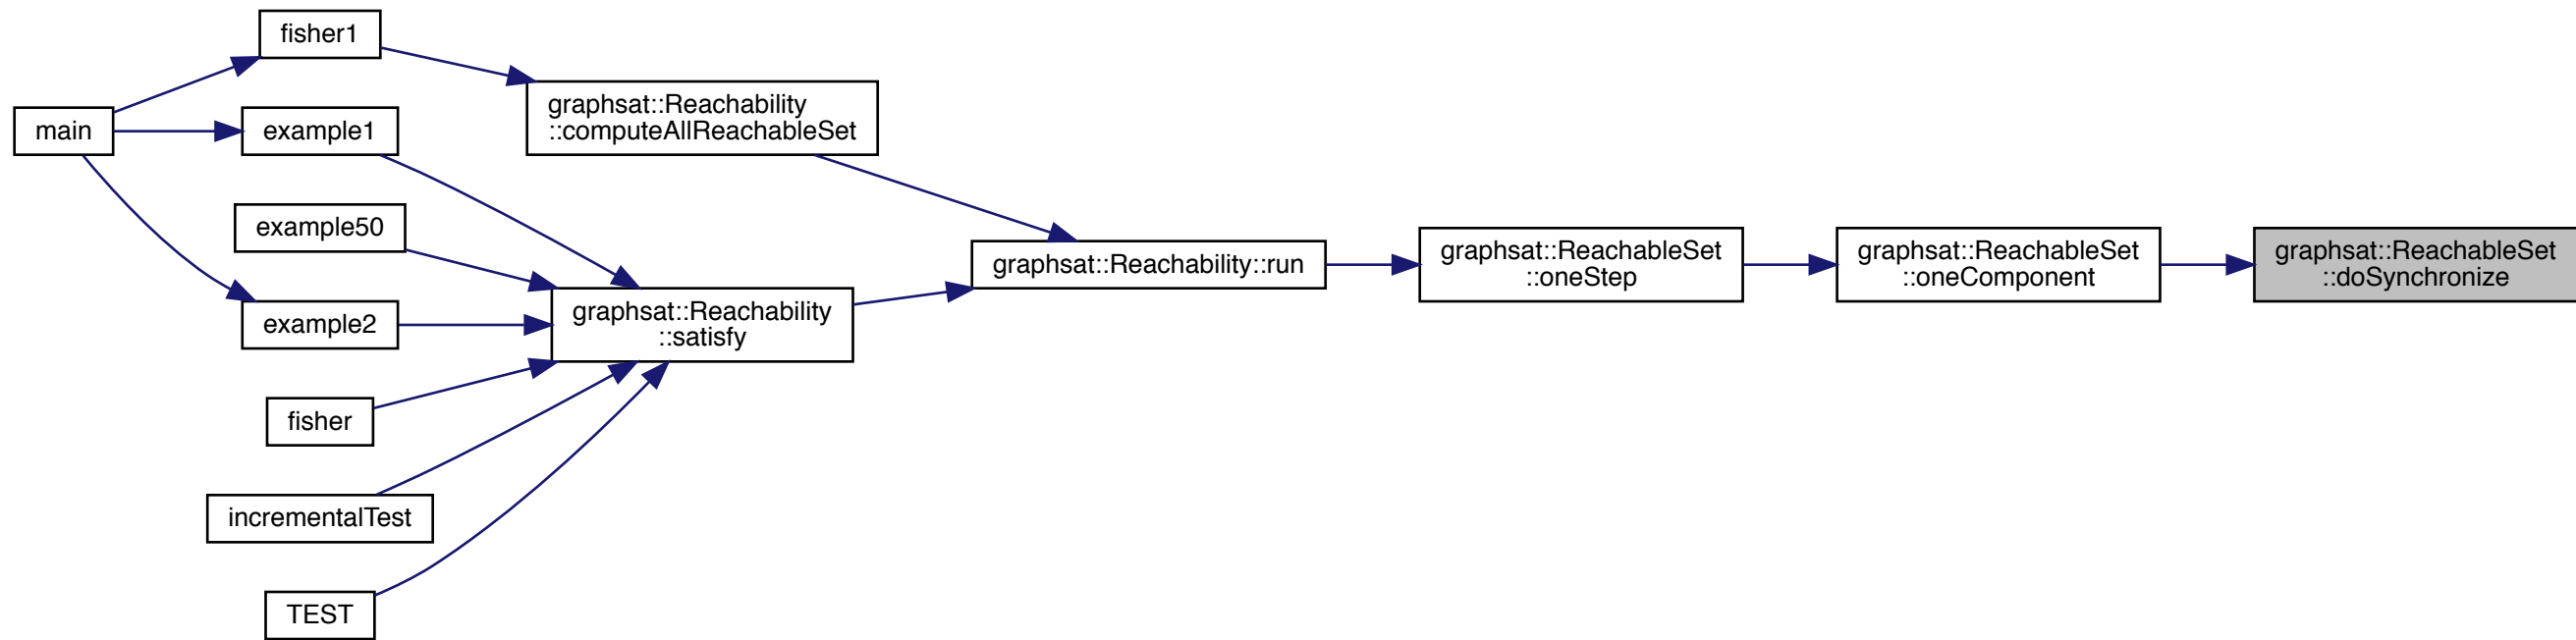 fisher1
graphsat::Reachability
::computeAllReachableSet
main
example1
example50
graphsat::Reachability::run
graphsat::ReachableSet
::oneStep
graphsat::ReachableSet
::oneComponent
graphsat::ReachableSet
::doSynchronize
example2
graphsat::Reachability
::satisfy
fisher
incrementalTest
TEST